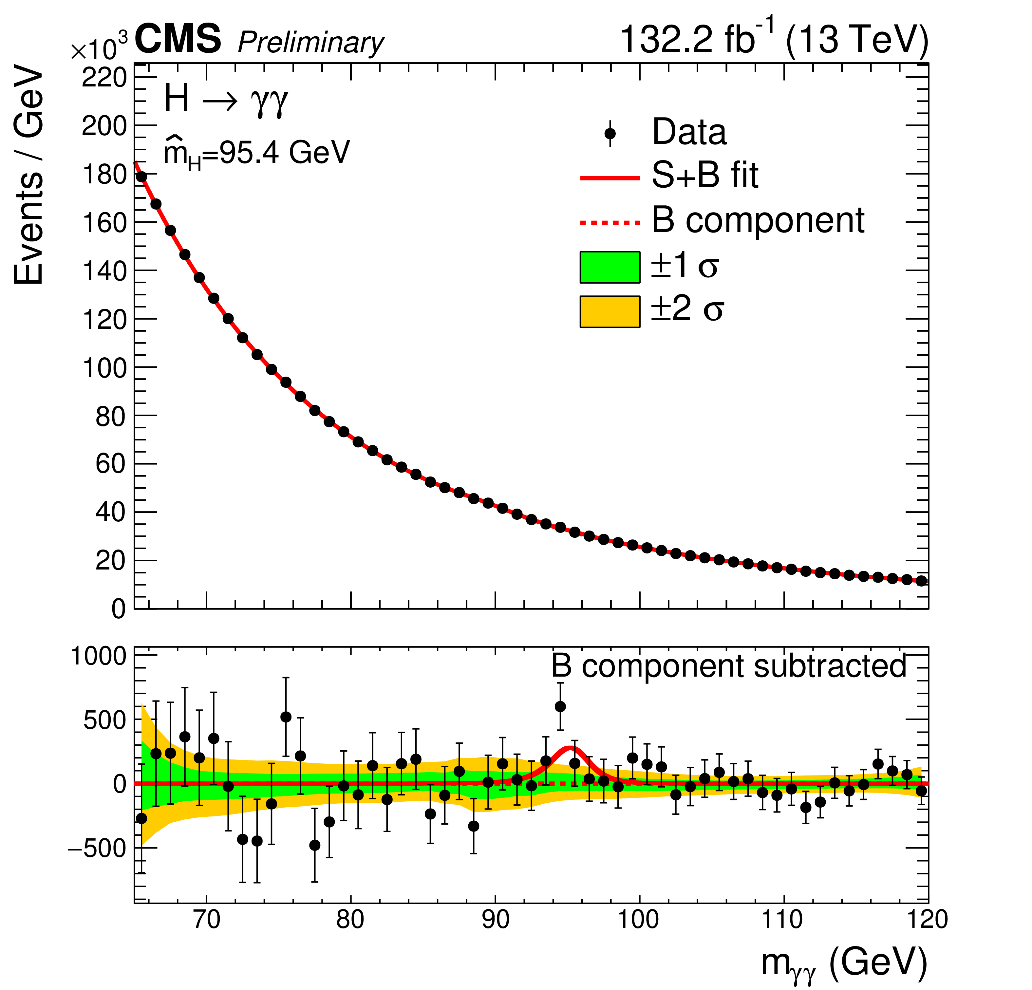 ×10³ CMS Preliminary 132.2 fb⁻¹ (13 TeV)
Events / GeV
H → γγ
m̂_H=95.4 GeV
Data
S+B fit
B component
±1 σ
±2 σ
220
200
180
160
140
120
100
80
60
40
20
0
B component subtracted
1000
500
0
−500
70 80 90 100 110 120
m_γγ (GeV)